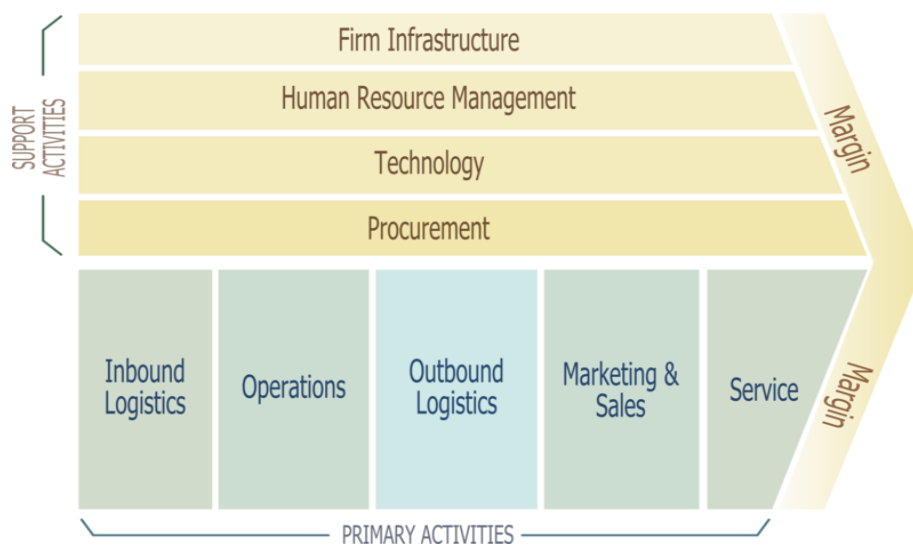 SUPPORT
ACTIVITIES
Firm Infrastructure
Human Resource Management
Technology
Procurement
Margin
Inbound
Logistics
Operations
Outbound
Logistics
Marketing &
Sales
Service
Margin
PRIMARY ACTIVITIES